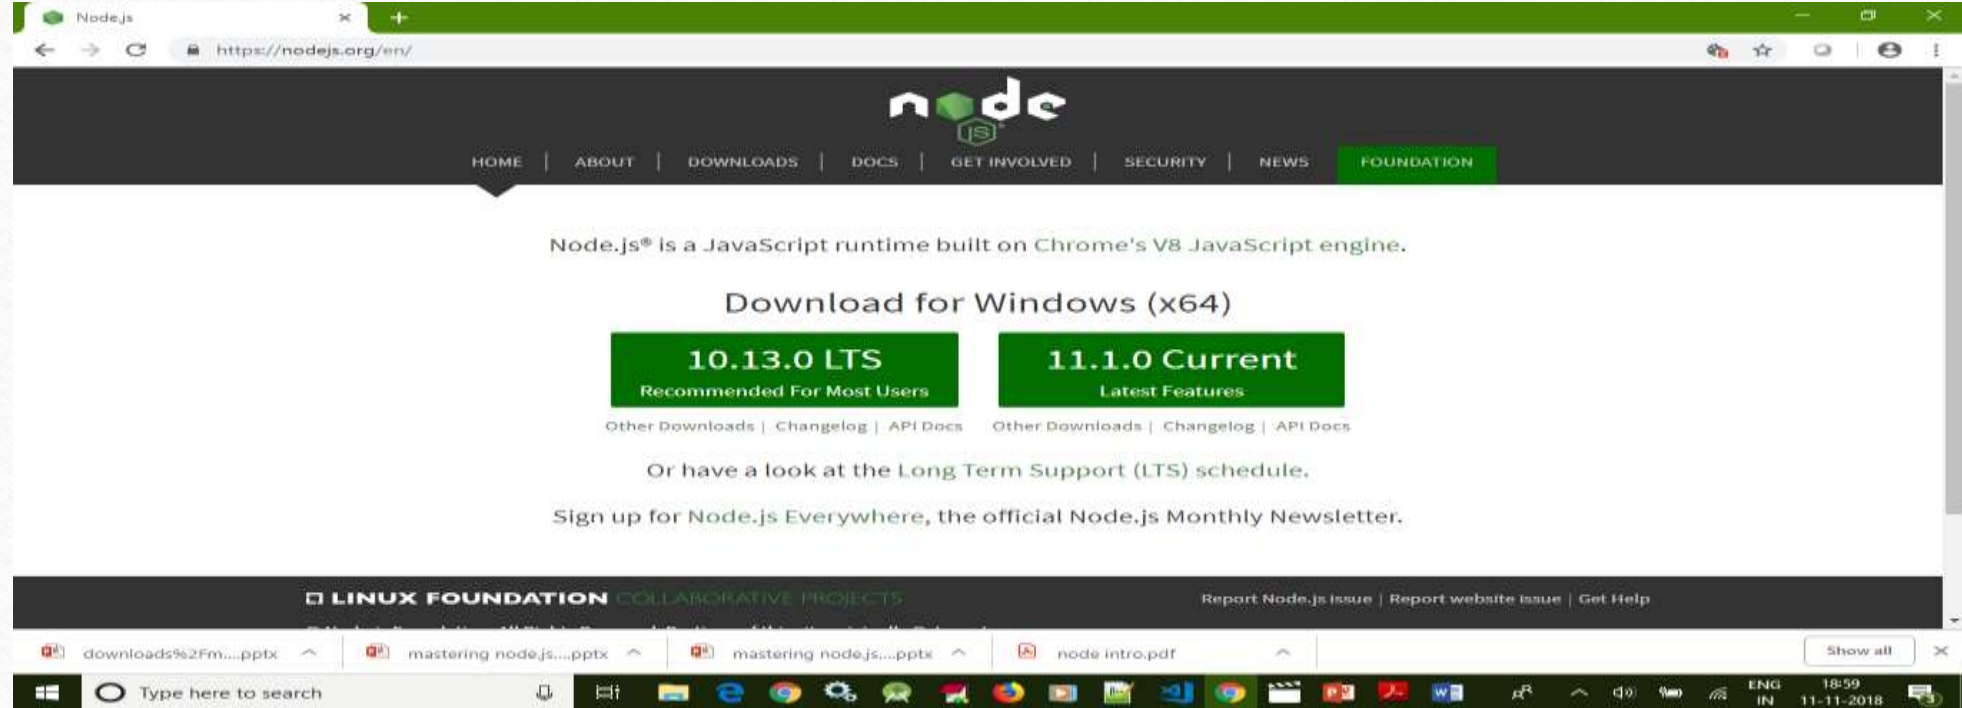 Node.js
https://nodejs.org/en/
node
JS
HOME | ABOUT | DOWNLOADS | DOCS | GET INVOLVED | SECURITY | NEWS FOUNDATION
Node.js® is a JavaScript runtime built on Chrome's V8 JavaScript engine.
Download for Windows (x64)
10.13.0 LTS
Recommended For Most Users
11.1.0 Current
Latest Features
Other Downloads | Changelog | API Docs
Other Downloads | Changelog | API Docs
Or have a look at the Long Term Support (LTS) schedule.
Sign up for Node.js Everywhere, the official Node.js Monthly Newsletter.
LINUX FOUNDATION COLLABORATIVE PROJECTS
Report Node.js issue | Report website issue | Get Help
downloads%2Fm....pptx
mastering node.js....pptx
mastering node.js....pptx
node intro.pdf
Show all
Type here to search
ENG
IN
18:59
11-11-2018